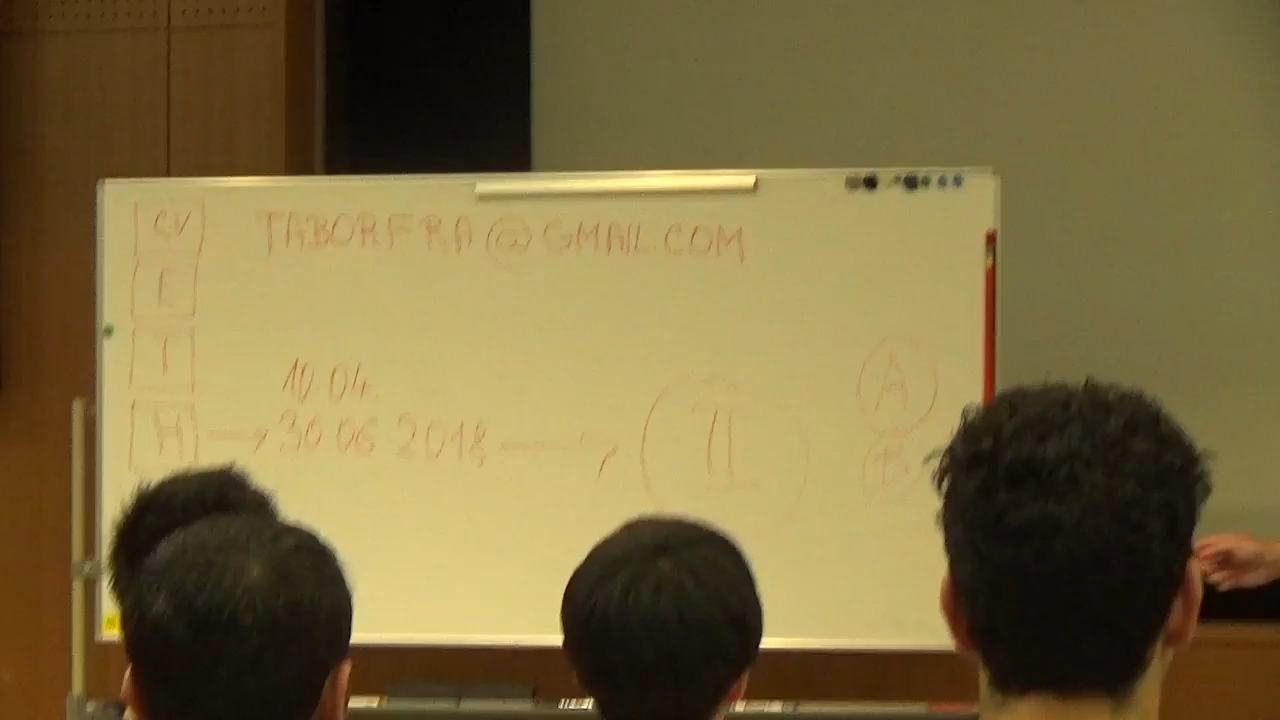 CV TABORFRA@GMAIL.COM
I
10.04.
H → 30 06 2018 →
A
B